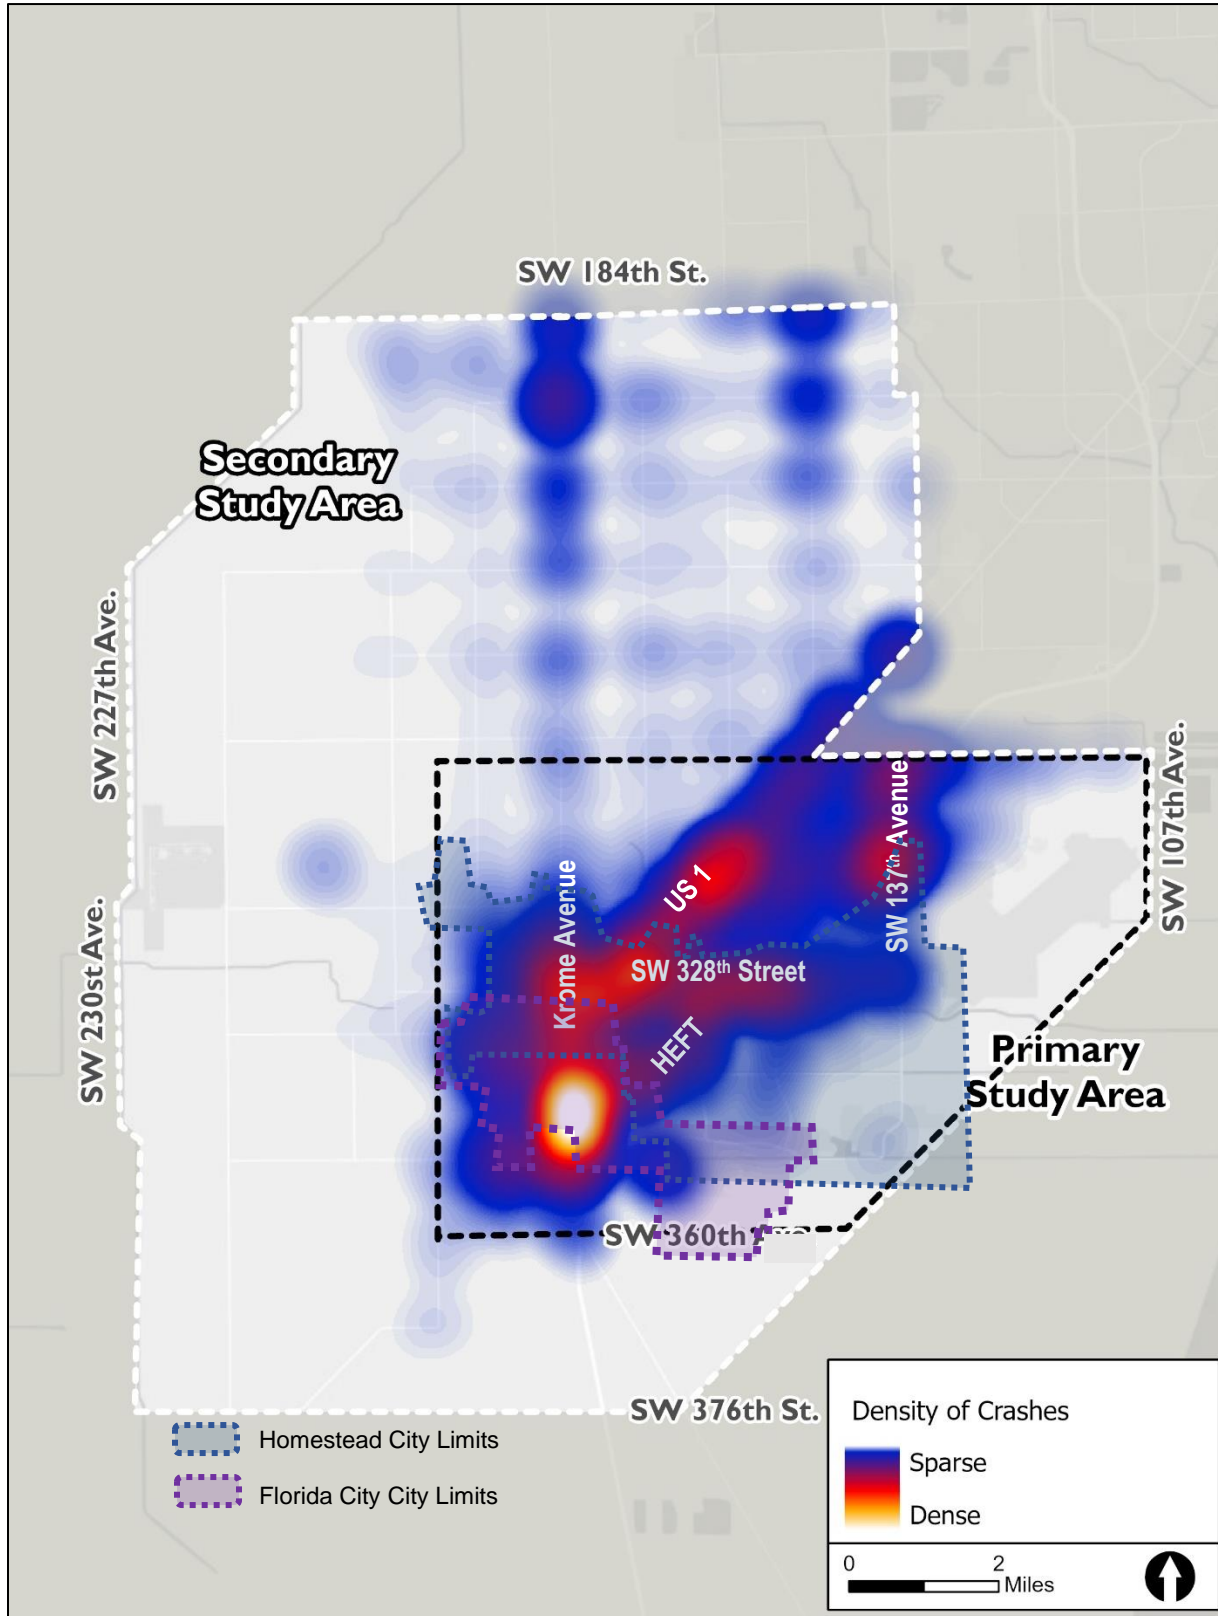 SW 184th St.
Secondary
Study Area
SW 227th Ave.
SW 107th Ave.
SW 137th Avenue
US 1
Krome Avenue
SW 328th Street
SW 230st Ave.
HEFT
Primary
Study Area
SW 360th Ave
SW 376th St.
Homestead City Limits
Florida City City Limits
Density of Crashes
Sparse
Dense
0 2
Miles